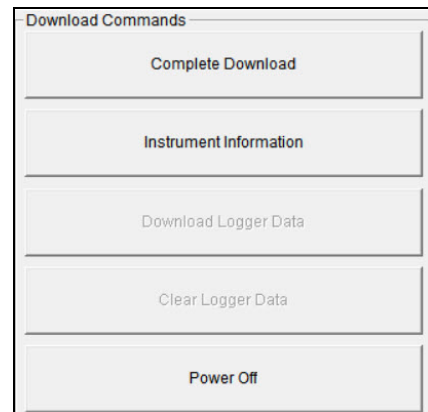 Download Commands
Complete Download
Instrument Information
Download Logger Data
Clear Logger Data
Power Off